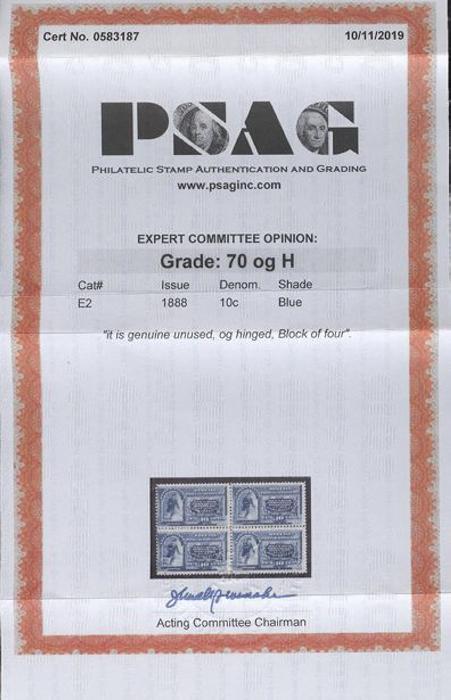 Cert No. 0583187 10/11/2019
PSAG
PHILATELIC STAMP AUTHENTICATION AND GRADING
www.psaginc.com
EXPERT COMMITTEE OPINION:
Grade: 70 og H
Cat# Issue Denom. Shade
E2 1888 10c Blue
"it is genuine unused, og hinged, Block of four".
Acting Committee Chairman